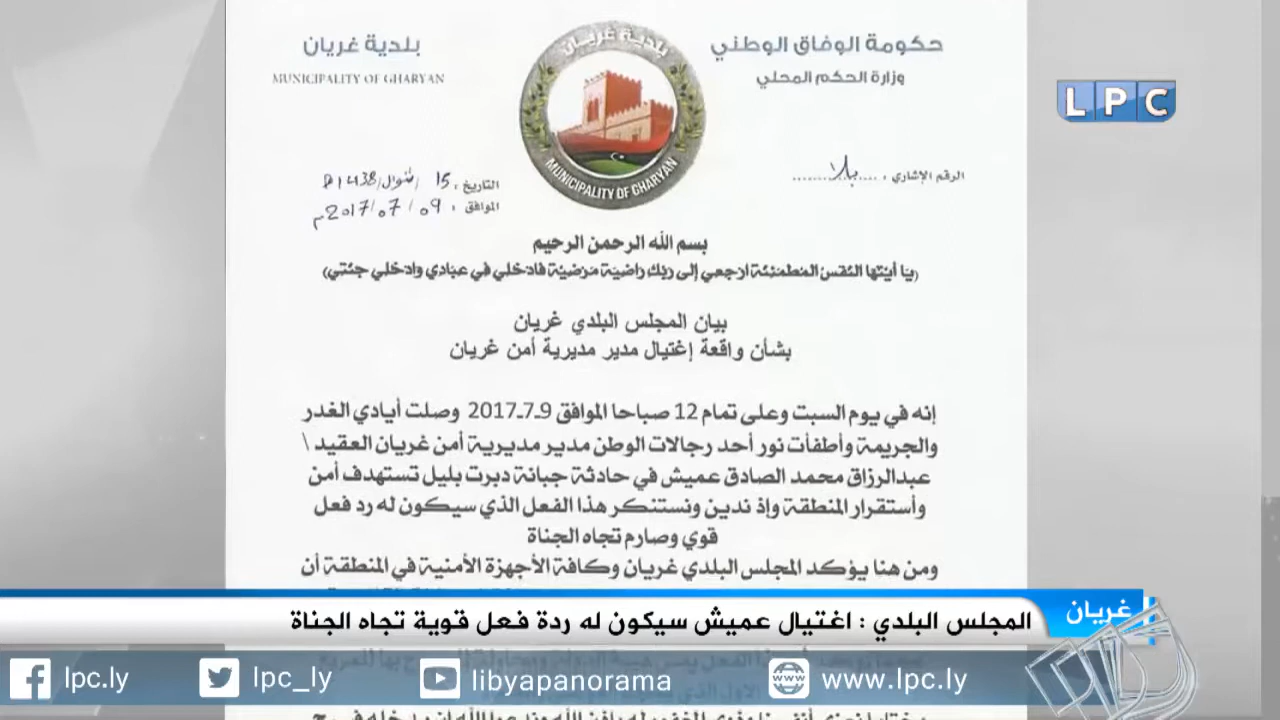 حكومة الوفاق الوطني
وزارة الحكم المحلي
بلدية غريان
MUNICIPALITY OF GHARYAN
بلدية غريان
MUNICIPALITY OF GHARYAN
LPC
الرقم الإشاري : بلا
التاريخ : 15 / شوال / 1438 هـ
الموافق : 09 / 07 / 2017 م
بسم الله الرحمن الرحيم
(يا أيتها النفس المطمئنة ارجعي إلى ربك راضية مرضية فادخلي في عبادي وادخلي جنتي)
بيان المجلس البلدي غريان
بشأن واقعة إغتيال مدير مديرية أمن غريان
إنه في يوم السبت وعلى تمام 12 صباحا الموافق 9ـ7ـ2017 وصلت أيادي الغدر
والجريمة وأطفأت نور أحد رجالات الوطن مدير مديرية أمن غريان العقيد \
عبدالرزاق محمد الصادق عميش في حادثة جبانة دبرت بليل تستهدف أمن
وأستقرار المنطقة وإذ ندين ونستنكر هذا الفعل الذي سيكون له رد فعل
قوي وصارم تجاه الجناة
ومن هنا يؤكد المجلس البلدي غريان وكافة الأجهزة الأمنية في المنطقة أن
غريان
المجلس البلدي : اغتيال عميش سيكون له ردة فعل قوية تجاه الجناة
lpc.ly
lpc_ly
libyapanorama
www.lpc.ly